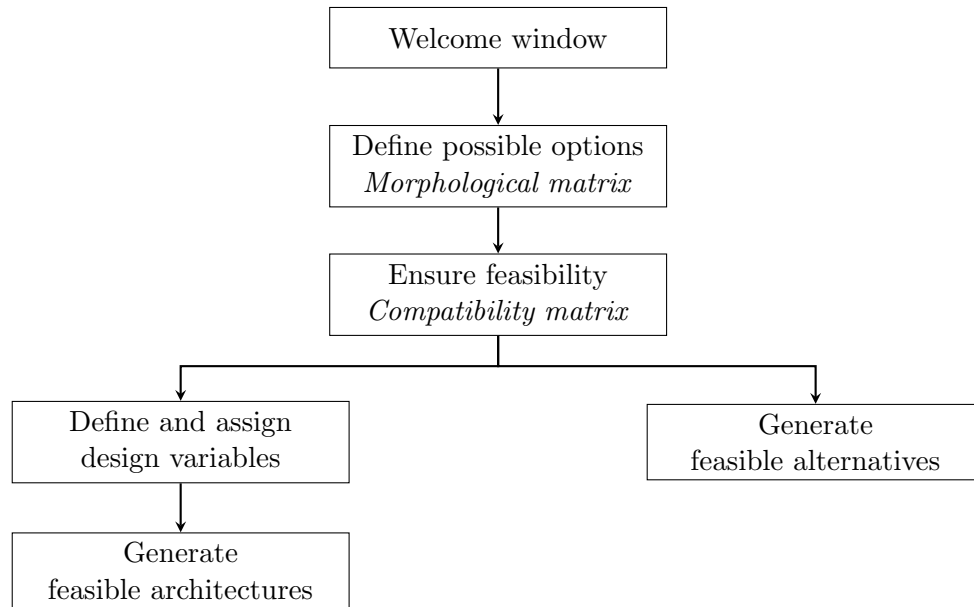 Welcome window
Define possible options
Morphological matrix
Ensure feasibility
Compatibility matrix
Define and assign
design variables
Generate
feasible alternatives
Generate
feasible architectures